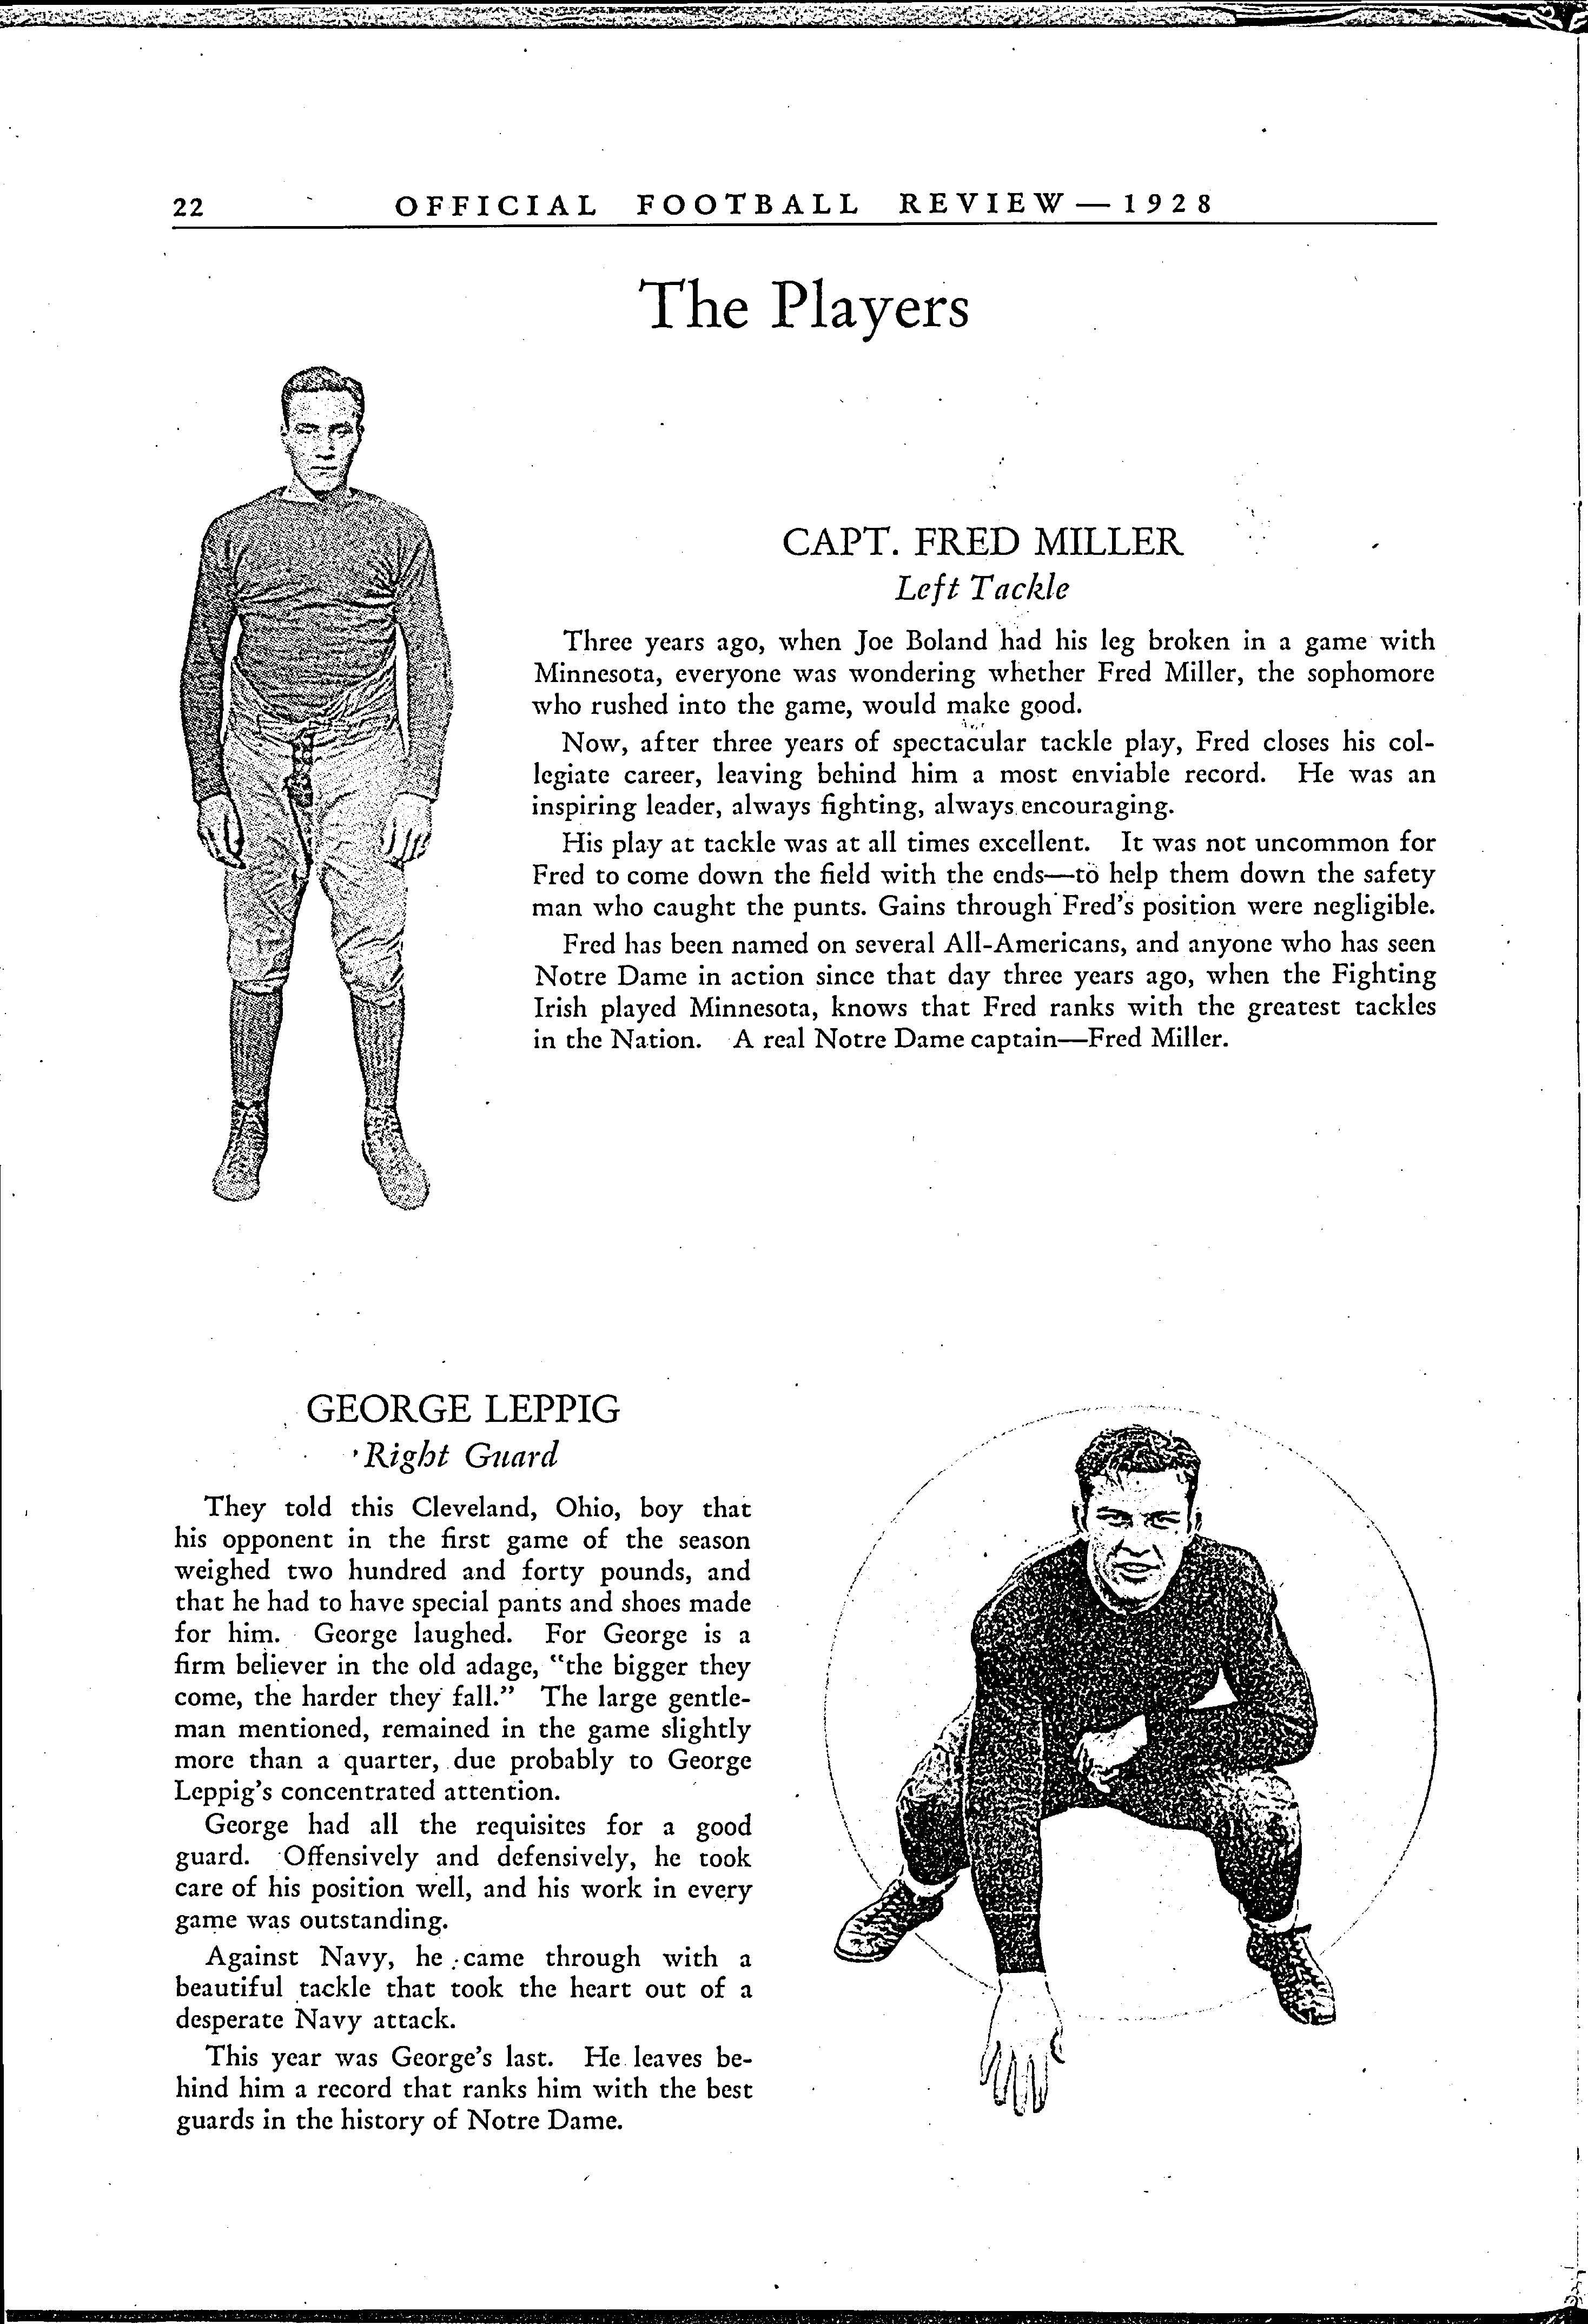 22 OFFICIAL FOOTBALL REVIEW — 1928
The Players
CAPT. FRED MILLER
Left Tackle
Three years ago, when Joe Boland had his leg broken in a game with
Minnesota, everyone was wondering whether Fred Miller, the sophomore
who rushed into the game, would make good.
Now, after three years of spectacular tackle play, Fred closes his col-
legiate career, leaving behind him a most enviable record. He was an
inspiring leader, always fighting, always encouraging.
His play at tackle was at all times excellent. It was not uncommon for
Fred to come down the field with the ends—to help them down the safety
man who caught the punts. Gains through Fred's position were negligible.
Fred has been named on several All-Americans, and anyone who has seen
Notre Dame in action since that day three years ago, when the Fighting
Irish played Minnesota, knows that Fred ranks with the greatest tackles
in the Nation. A real Notre Dame captain—Fred Miller.
GEORGE LEPPIG
Right Guard
They told this Cleveland, Ohio, boy that
his opponent in the first game of the season
weighed two hundred and forty pounds, and
that he had to have special pants and shoes made
for him. George laughed. For George is a
firm believer in the old adage, "the bigger they
come, the harder they fall." The large gentle-
man mentioned, remained in the game slightly
more than a quarter, due probably to George
Leppig's concentrated attention.
George had all the requisites for a good
guard. Offensively and defensively, he took
care of his position well, and his work in every
game was outstanding.
Against Navy, he came through with a
beautiful tackle that took the heart out of a
desperate Navy attack.
This year was George's last. He leaves be-
hind him a record that ranks him with the best
guards in the history of Notre Dame.